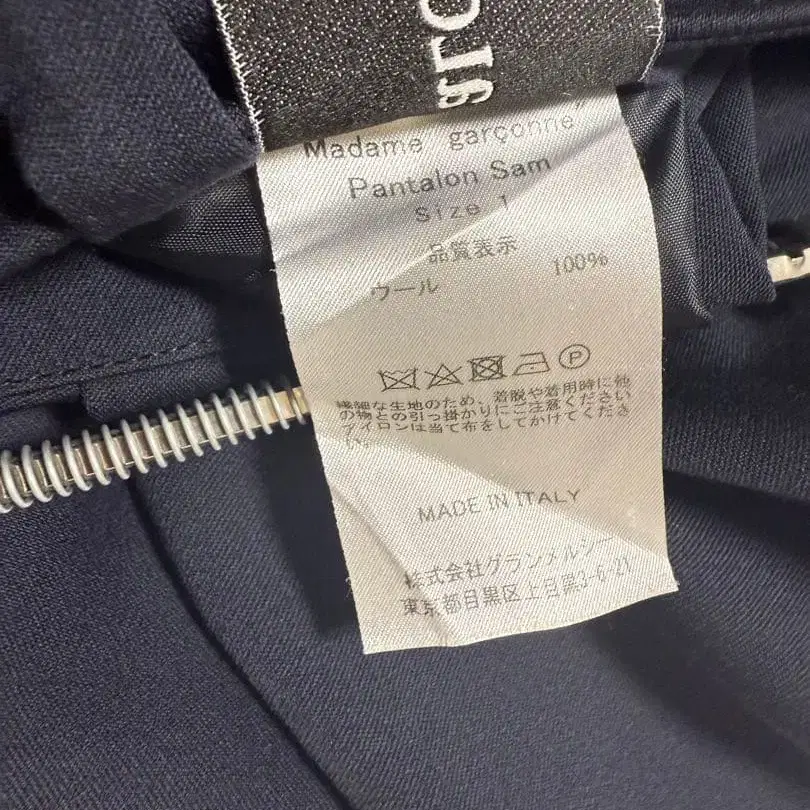 Madame "garçonne"
Pantalon Sam
Size 1
品質表示
ウール 100%
P
繊細な生地のため、着脱や着用時に他
の物との引っ掛かりにご注意ください
アイロンは当て布をしてかけてくださ
い。
MADE IN ITALY
株式会社グランメルシー
東京都目黒区上目黒3-6-21